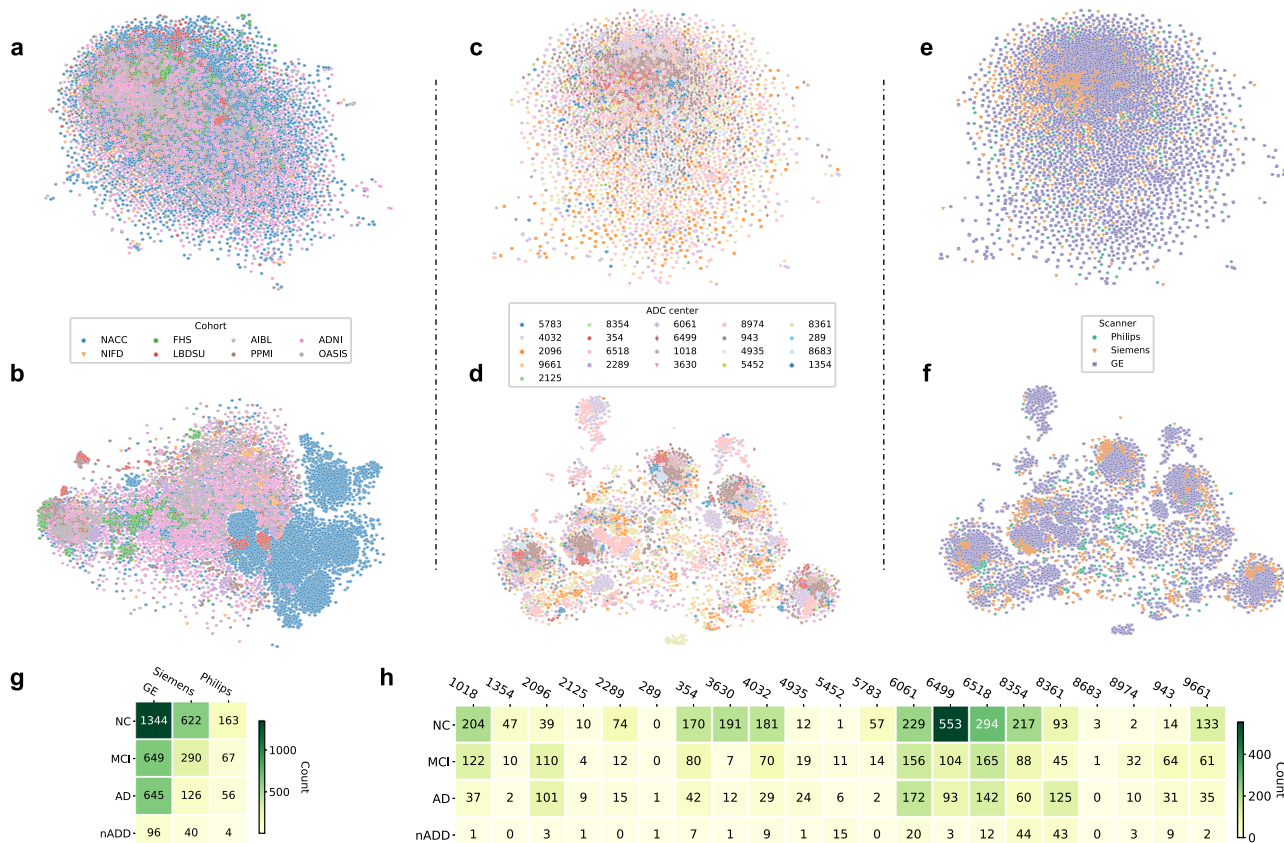 a
c
e
Cohort
NACC FHS AIBL ADNI
NIFD LBDSU PPMI OASIS
ADC center
5783 8354 6061 8974 8361
4032 354 6499 943 289
2096 6518 1018 4935 8683
9661 2289 3630 5452 1354
2125
Scanner
Philips
Siemens
GE
b
d
f
g
GE Siemens Philips
NC 1344 622 163
MCI 649 290 67
AD 645 126 56
nADD 96 40 4
1000
500
Count
h
1018 1354 2096 2125 2289 289 354 3630 4032 4935 5452 5783 6061 6499 6518 8354 8361 8683 8974 943 9661
NC 204 47 39 10 74 0 170 191 181 12 1 57 229 553 294 217 93 3 2 14 133
MCI 122 10 110 4 12 0 80 7 70 19 11 14 156 104 165 88 45 1 32 64 61
AD 37 2 101 9 15 1 42 12 29 24 6 2 172 93 142 60 125 0 10 31 35
nADD 1 0 3 1 0 1 7 1 9 1 15 0 20 3 12 44 43 0 3 9 2
400
200
0
Count